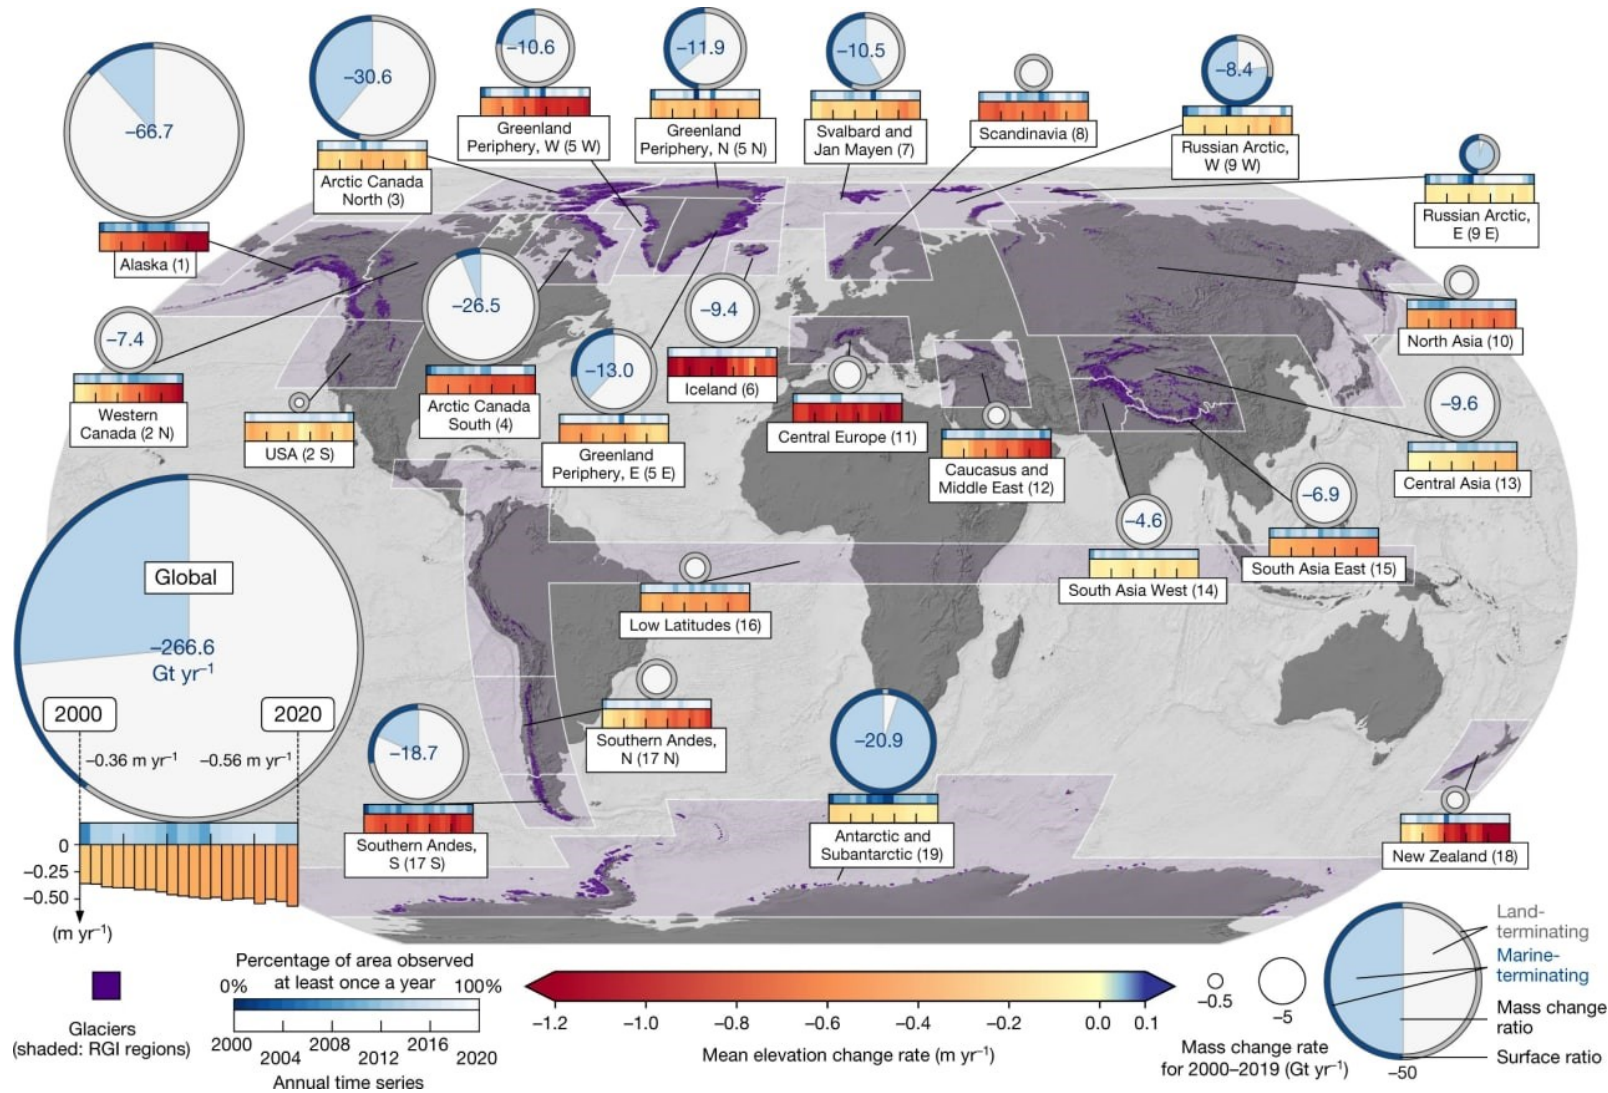 −66.7
Alaska (1)
−30.6
Arctic Canada
North (3)
−10.6
Greenland
Periphery, W (5 W)
−11.9
Greenland
Periphery, N (5 N)
−10.5
Svalbard and
Jan Mayen (7)
Scandinavia (8)
−8.4
Russian Arctic,
W (9 W)
Russian Arctic,
E (9 E)
−7.4
Western
Canada (2 N)
USA (2 S)
−26.5
Arctic Canada
South (4)
−13.0
Greenland
Periphery, E (5 E)
−9.4
Iceland (6)
Central Europe (11)
Caucasus and
Middle East (12)
North Asia (10)
−9.6
Central Asia (13)
−4.6
South Asia West (14)
−6.9
South Asia East (15)
Low Latitudes (16)
Southern Andes,
N (17 N)
−18.7
Southern Andes,
S (17 S)
−20.9
Antarctic and
Subantarctic (19)
New Zealand (18)
Global
−266.6
Gt yr⁻¹
2000
2020
−0.36 m yr⁻¹
−0.56 m yr⁻¹
0
−0.25
−0.50
(m yr⁻¹)
Glaciers
(shaded: RGI regions)
Percentage of area observed
0% at least once a year 100%
2000 2004 2008 2012 2016 2020
Annual time series
−1.2 −1.0 −0.8 −0.6 −0.4 −0.2 0.0 0.1
Mean elevation change rate (m yr⁻¹)
−0.5
−5
−50
Mass change rate
for 2000–2019 (Gt yr⁻¹)
Land-
terminating
Marine-
terminating
Mass change
ratio
Surface ratio